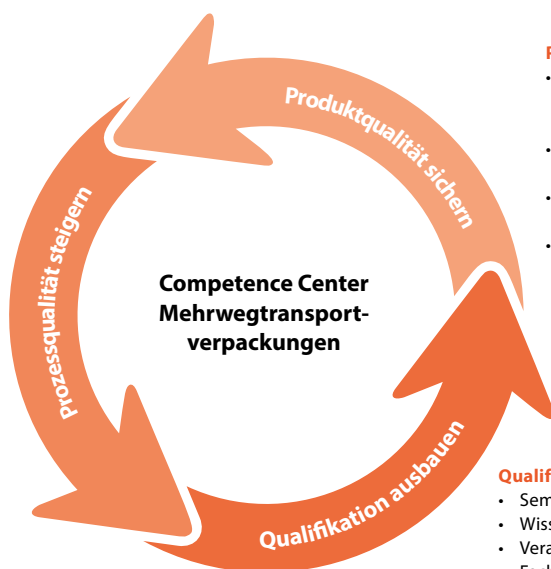 Produktqualität sichern
Prozessqualität steigern
Competence Center
Mehrwegtransport-
verpackungen
Qualifikation ausbauen